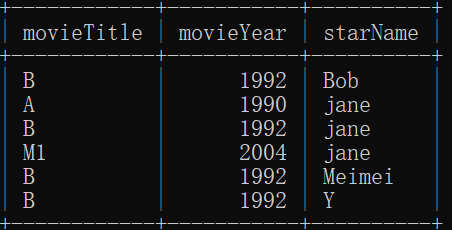 movieTitle movieYear starName
B 1992 Bob
A 1990 jane
B 1992 jane
M1 2004 jane
B 1992 Meimei
B 1992 Y